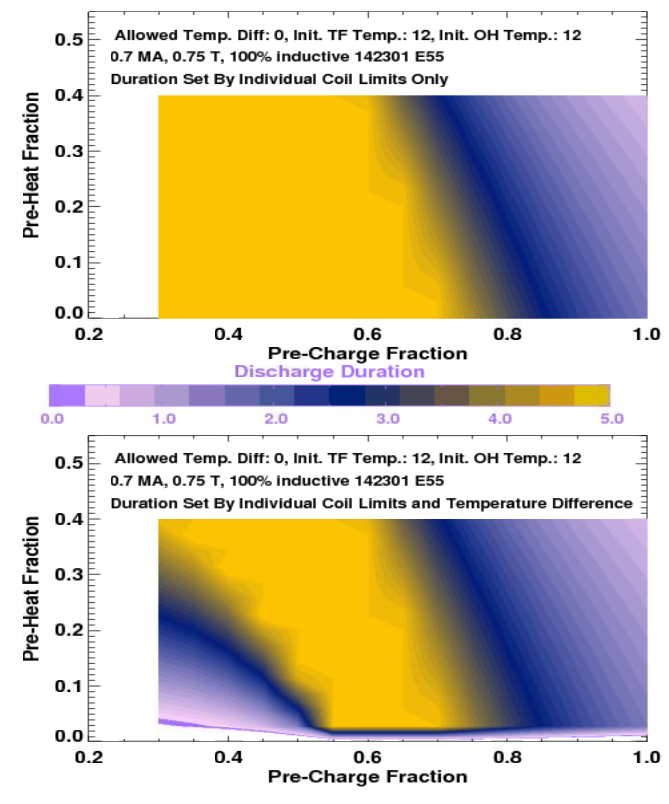 Allowed Temp. Diff: 0, Init. TF Temp.: 12, Init. OH Temp.: 12
0.7 MA, 0.75 T, 100% inductive 142301 E55
Duration Set By Individual Coil Limits Only
0.5
0.4
0.3
0.2
0.1
0.0
Pre-Heat Fraction
0.2 0.4 0.6 0.8 1.0
Pre-Charge Fraction
Discharge Duration
0.0 1.0 2.0 3.0 4.0 5.0
Allowed Temp. Diff: 0, Init. TF Temp.: 12, Init. OH Temp.: 12
0.7 MA, 0.75 T, 100% inductive 142301 E55
Duration Set By Individual Coil Limits and Temperature Difference
0.5
0.4
0.3
0.2
0.1
0.0
Pre-Heat Fraction
0.2 0.4 0.6 0.8 1.0
Pre-Charge Fraction